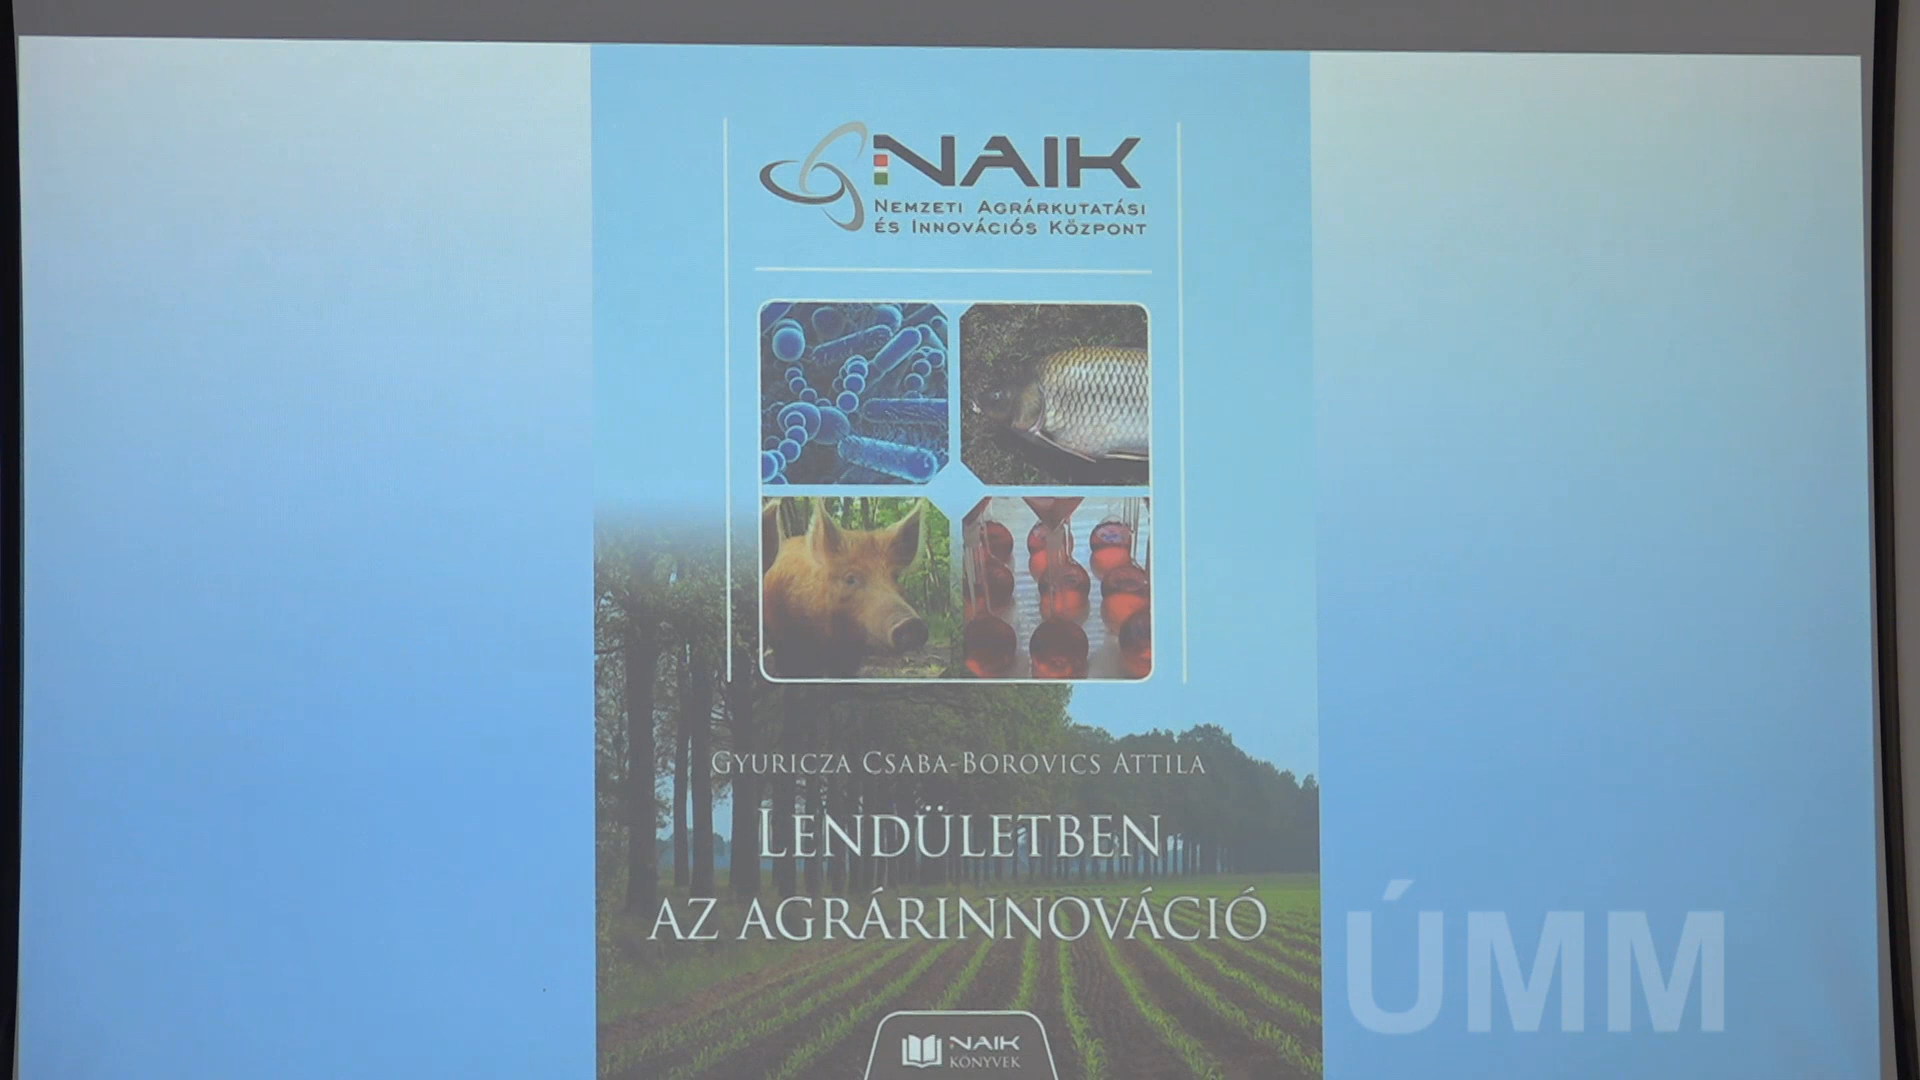 NAIK
NEMZETI AGRÁRKUTATÁSI
ÉS INNOVÁCIÓS KÖZPONT
GYURICZA CSABA-BOROVICS ATTILA
LENDÜLETBEN
AZ AGRÁRINNOVÁCIÓ
ÚMM
NAIK
KÖNYVEK